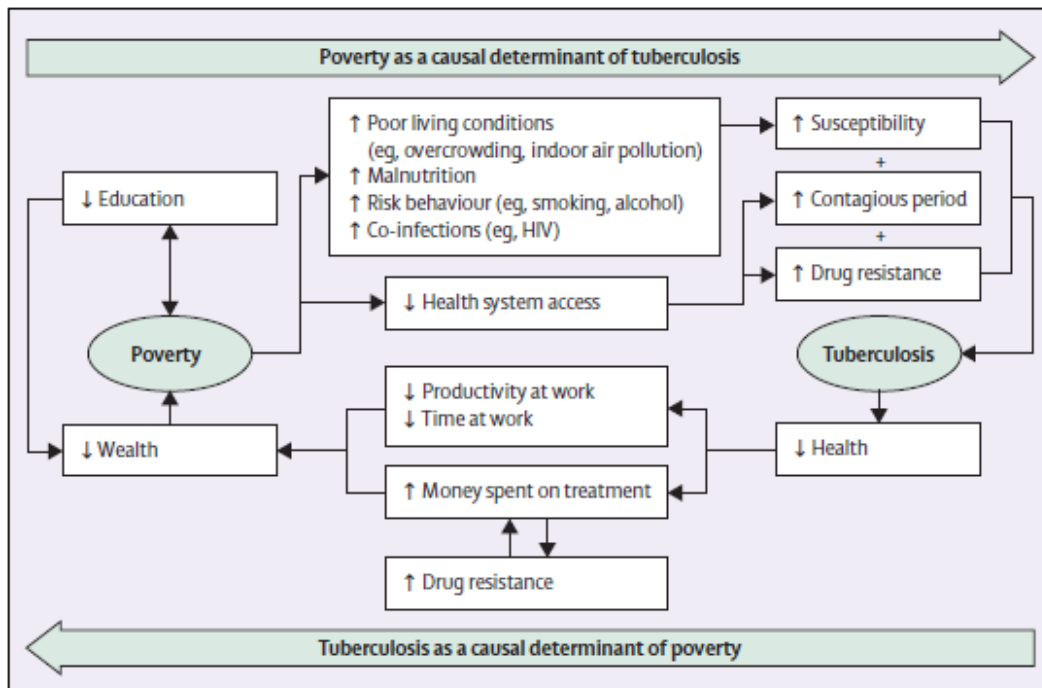 Poverty as a causal determinant of tuberculosis
↑ Poor living conditions
(eg, overcrowding, indoor air pollution)
↑ Malnutrition
↑ Risk behaviour (eg, smoking, alcohol)
↑ Co-infections (eg, HIV)
↑ Susceptibility
+
↑ Contagious period
+
↑ Drug resistance
↓ Education
↓ Health system access
Poverty
Tuberculosis
↓ Productivity at work
↓ Time at work
↓ Wealth
↓ Health
↑ Money spent on treatment
↑ Drug resistance
Tuberculosis as a causal determinant of poverty